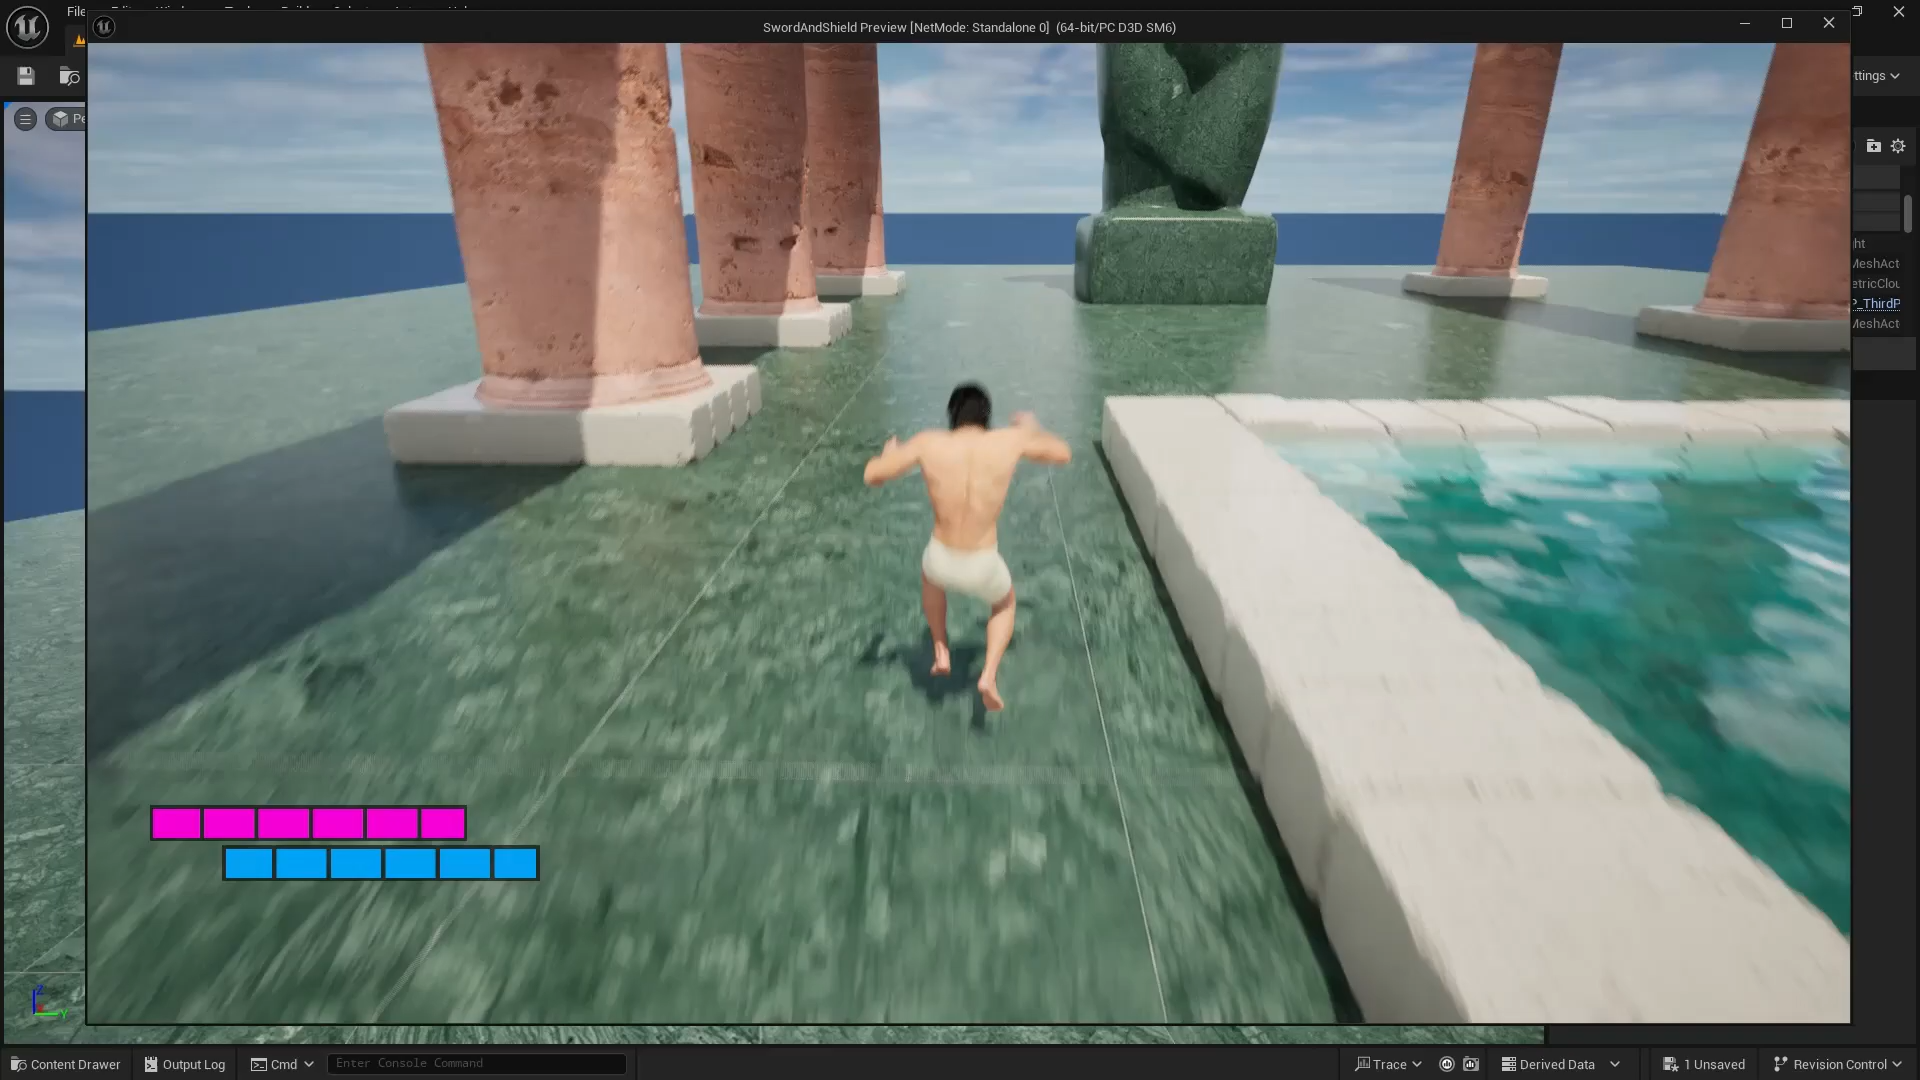 File
SwordAndShield Preview [NetMode: Standalone 0] (64-bit/PC D3D SM6)
ttings
Pe
ht
MeshAct
etricClou
P_ThirdP
MeshAct
Z
Y
Content Drawer
Output Log
Cmd
Enter Console Command
Trace
Derived Data
1 Unsaved
Revision Control